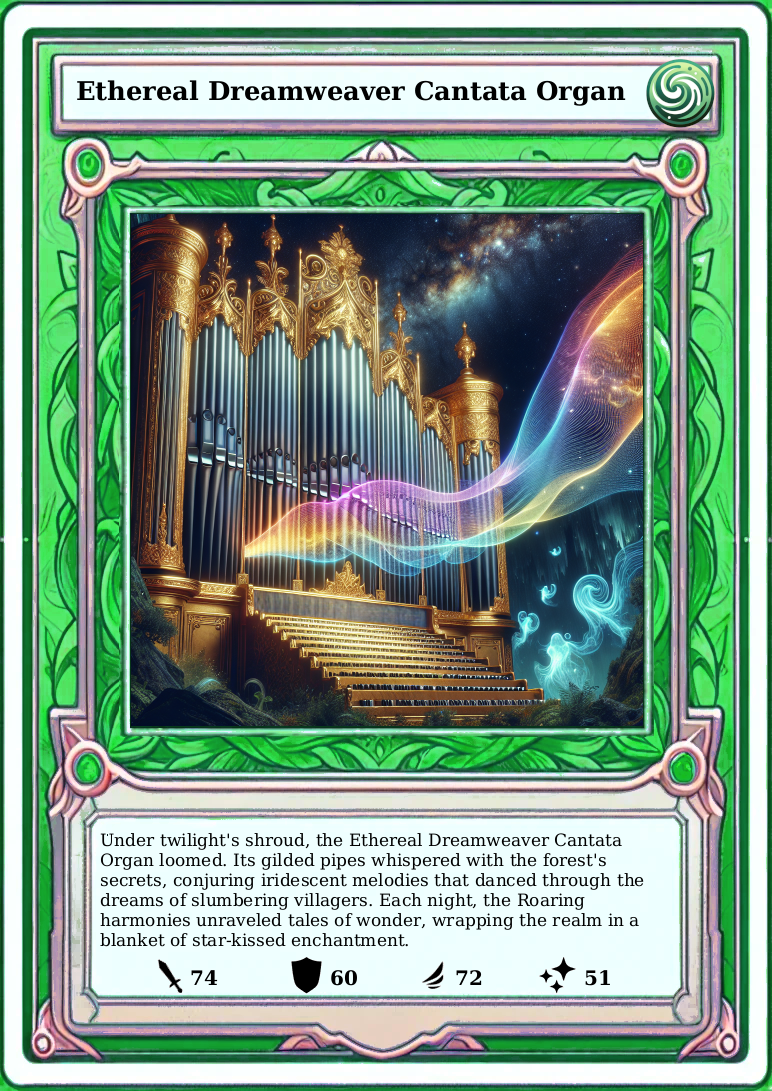 Ethereal Dreamweaver Cantata Organ
Under twilight's shroud, the Ethereal Dreamweaver Cantata
Organ loomed. Its gilded pipes whispered with the forest's
secrets, conjuring iridescent melodies that danced through the
dreams of slumbering villagers. Each night, the Roaring
harmonies unraveled tales of wonder, wrapping the realm in a
blanket of star-kissed enchantment.
74 60 72 51